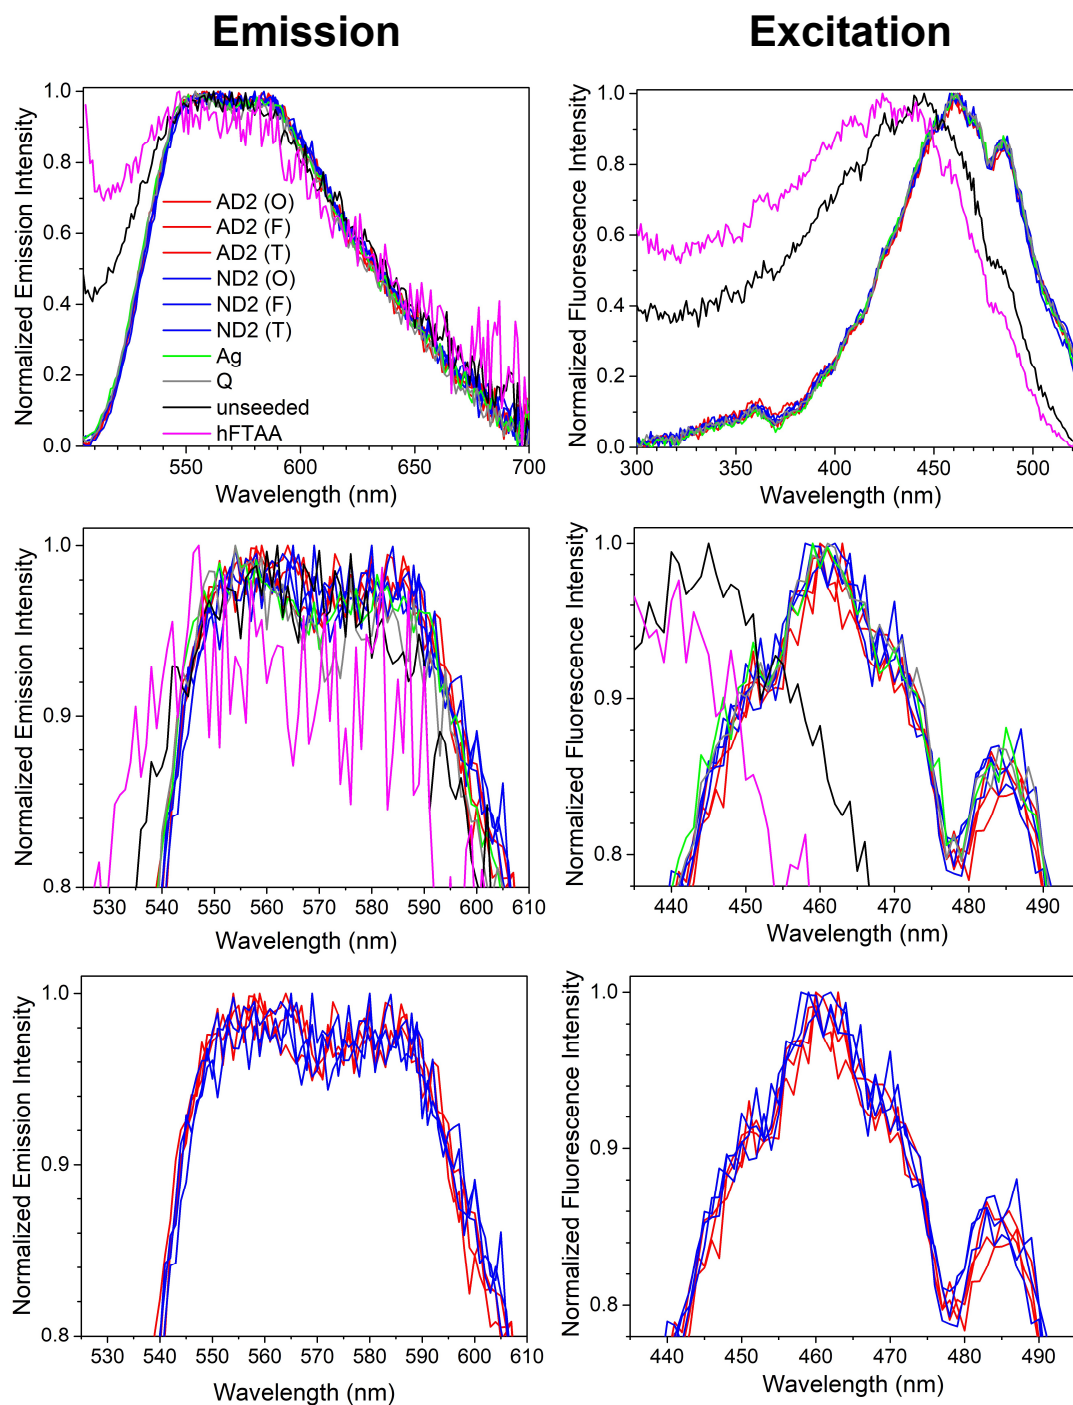 Emission
Excitation
Normalized Emission Intensity
1.0
0.8
0.6
0.4
0.2
0.0
AD2 (O)
AD2 (F)
AD2 (T)
ND2 (O)
ND2 (F)
ND2 (T)
Ag
Q
unseeded
hFTAA
550 600 650 700
Wavelength (nm)
Normalized Fluorescence Intensity
1.0
0.8
0.6
0.4
0.2
0.0
300 350 400 450 500
Wavelength (nm)
Normalized Emission Intensity
1.0
0.9
0.8
530 540 550 560 570 580 590 600 610
Wavelength (nm)
Normalized Fluorescence Intensity
1.0
0.9
0.8
440 450 460 470 480 490
Wavelength (nm)
Normalized Emission Intensity
1.0
0.9
0.8
530 540 550 560 570 580 590 600 610
Wavelength (nm)
Normalized Fluorescence Intensity
1.0
0.9
0.8
440 450 460 470 480 490
Wavelength (nm)